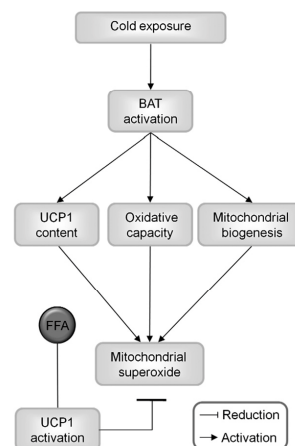 Cold exposure
BAT
activation
UCP1
content
Oxidative
capacity
Mitochondrial
biogenesis
FFA
Mitochondrial
superoxide
UCP1
activation
Reduction
Activation